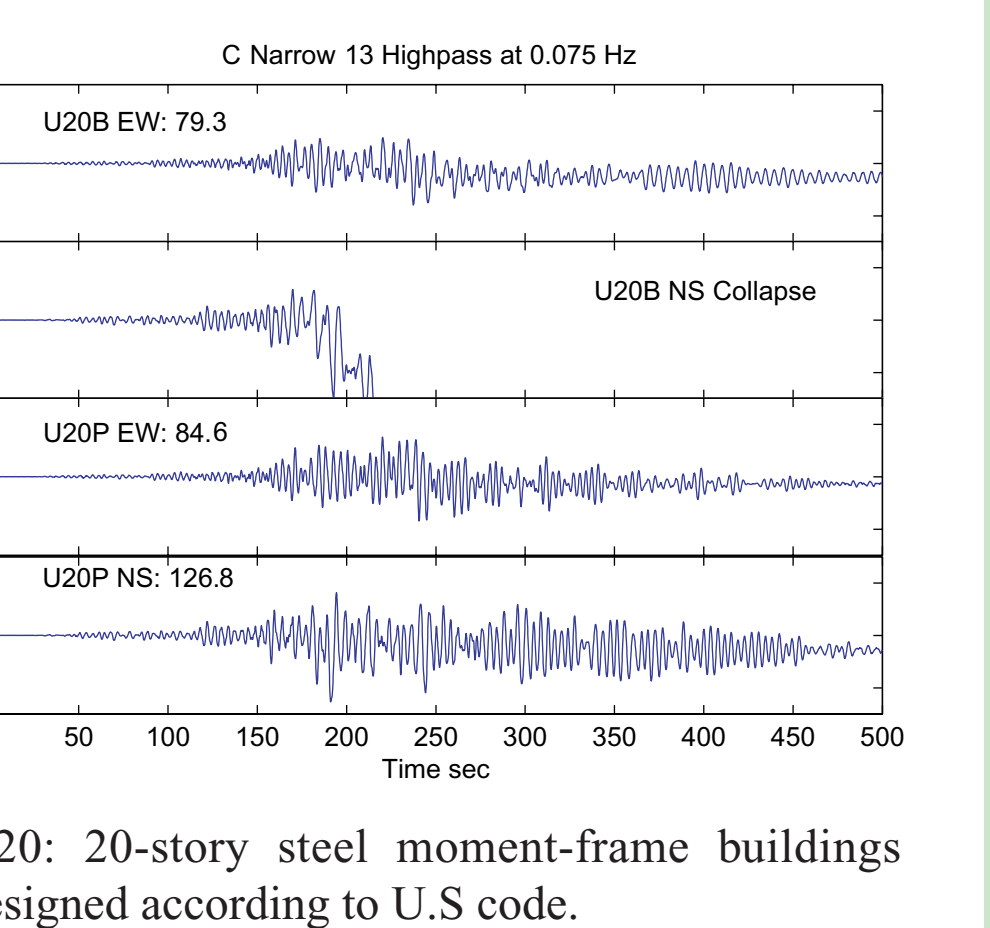 C Narrow 13 Highpass at 0.075 Hz
U20B EW: 79.3
U20B NS Collapse
U20P EW: 84.6
U20P NS: 126.8
50 100 150 200 250 300 350 400 450 500
Time sec
20: 20-story steel moment-frame buildings
esigned according to U.S code.